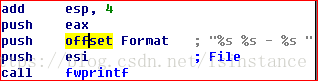 add     esp, 4
push    eax
push    offset Format   ; "%s %s - %s "
push    esi             ; File
call    fwprintf